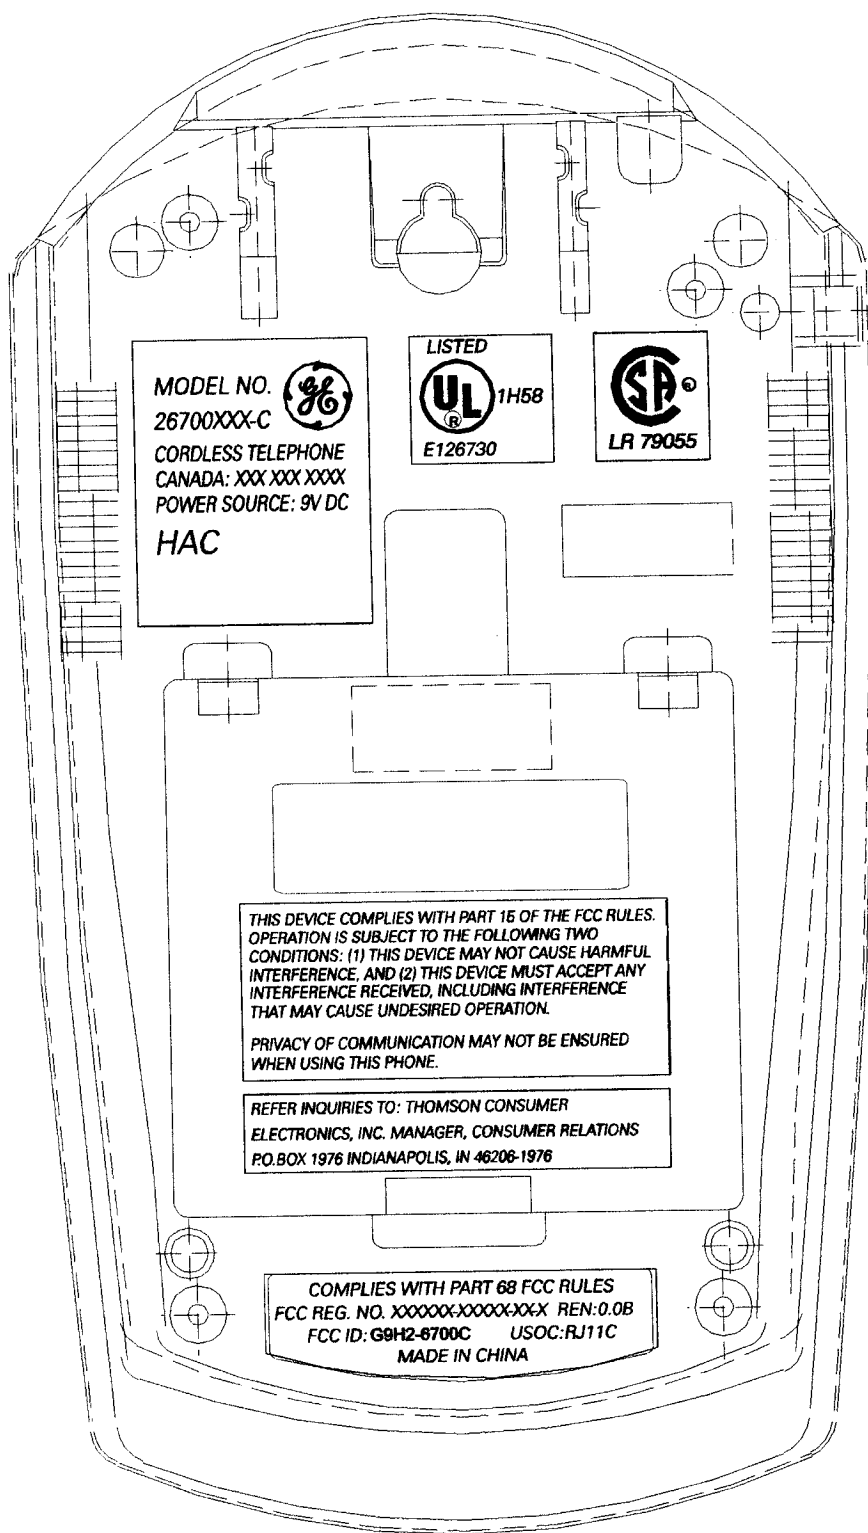 MODEL NO.
GE
26700XXX-C
CORDLESS TELEPHONE
CANADA: XXX XXX XXXX
POWER SOURCE: 9V DC
HAC
LISTED
UL
®
1H58
E126730
CSA
®
LR 79055
THIS DEVICE COMPLIES WITH PART 15 OF THE FCC RULES.
OPERATION IS SUBJECT TO THE FOLLOWING TWO
CONDITIONS: (1) THIS DEVICE MAY NOT CAUSE HARMFUL
INTERFERENCE, AND (2) THIS DEVICE MUST ACCEPT ANY
INTERFERENCE RECEIVED, INCLUDING INTERFERENCE
THAT MAY CAUSE UNDESIRED OPERATION.
PRIVACY OF COMMUNICATION MAY NOT BE ENSURED
WHEN USING THIS PHONE.
REFER INQUIRIES TO: THOMSON CONSUMER
ELECTRONICS, INC. MANAGER, CONSUMER RELATIONS
P.O.BOX 1976 INDIANAPOLIS, IN 46206-1976
COMPLIES WITH PART 68 FCC RULES
FCC REG. NO. XXXXXX-XXXXX-XX-X REN:0.0B
FCC ID: G9H2-6700C USOC:RJ11C
MADE IN CHINA